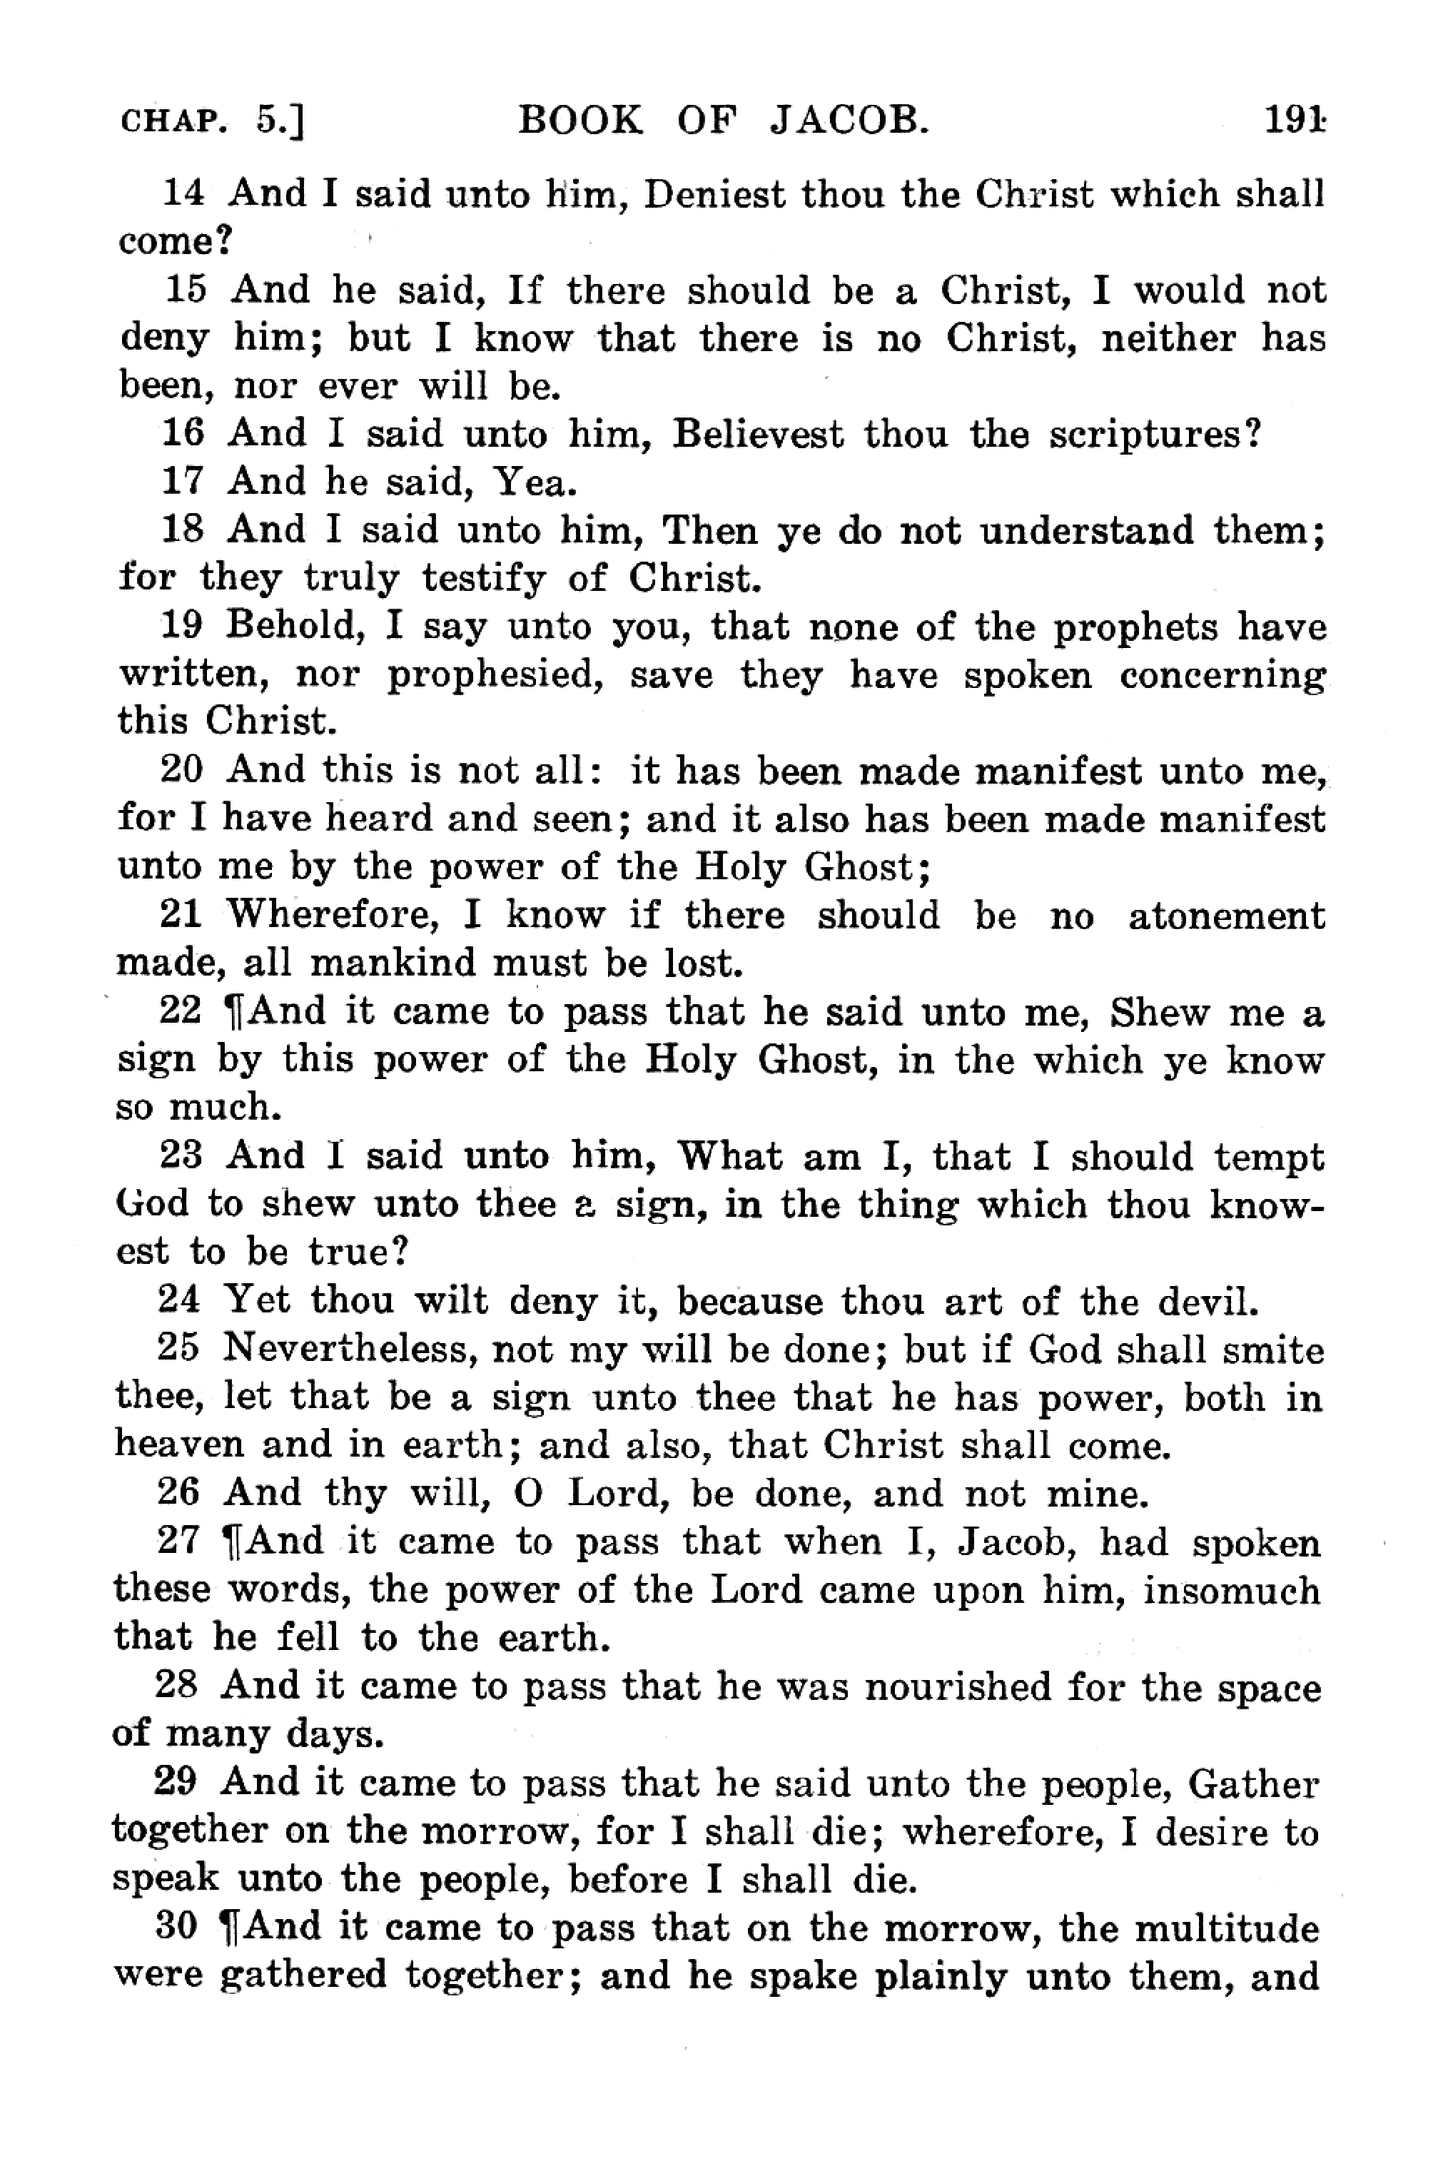 CHAP. 5.] BOOK OF JACOB. 191
14 And I said unto him, Deniest thou the Christ which shall
come?
15 And he said, If there should be a Christ, I would not
deny him; but I know that there is no Christ, neither has
been, nor ever will be.
16 And I said unto him, Believest thou the scriptures?
17 And he said, Yea.
18 And I said unto him, Then ye do not understand them;
for they truly testify of Christ.
19 Behold, I say unto you, that none of the prophets have
written, nor prophesied, save they have spoken concerning
this Christ.
20 And this is not all: it has been made manifest unto me,
for I have heard and seen; and it also has been made manifest
unto me by the power of the Holy Ghost;
21 Wherefore, I know if there should be no atonement
made, all mankind must be lost.
22 ¶And it came to pass that he said unto me, Shew me a
sign by this power of the Holy Ghost, in the which ye know
so much.
23 And I said unto him, What am I, that I should tempt
God to shew unto thee a sign, in the thing which thou know-
est to be true?
24 Yet thou wilt deny it, because thou art of the devil.
25 Nevertheless, not my will be done; but if God shall smite
thee, let that be a sign unto thee that he has power, both in
heaven and in earth; and also, that Christ shall come.
26 And thy will, O Lord, be done, and not mine.
27 ¶And it came to pass that when I, Jacob, had spoken
these words, the power of the Lord came upon him, insomuch
that he fell to the earth.
28 And it came to pass that he was nourished for the space
of many days.
29 And it came to pass that he said unto the people, Gather
together on the morrow, for I shall die; wherefore, I desire to
speak unto the people, before I shall die.
30 ¶And it came to pass that on the morrow, the multitude
were gathered together; and he spake plainly unto them, and